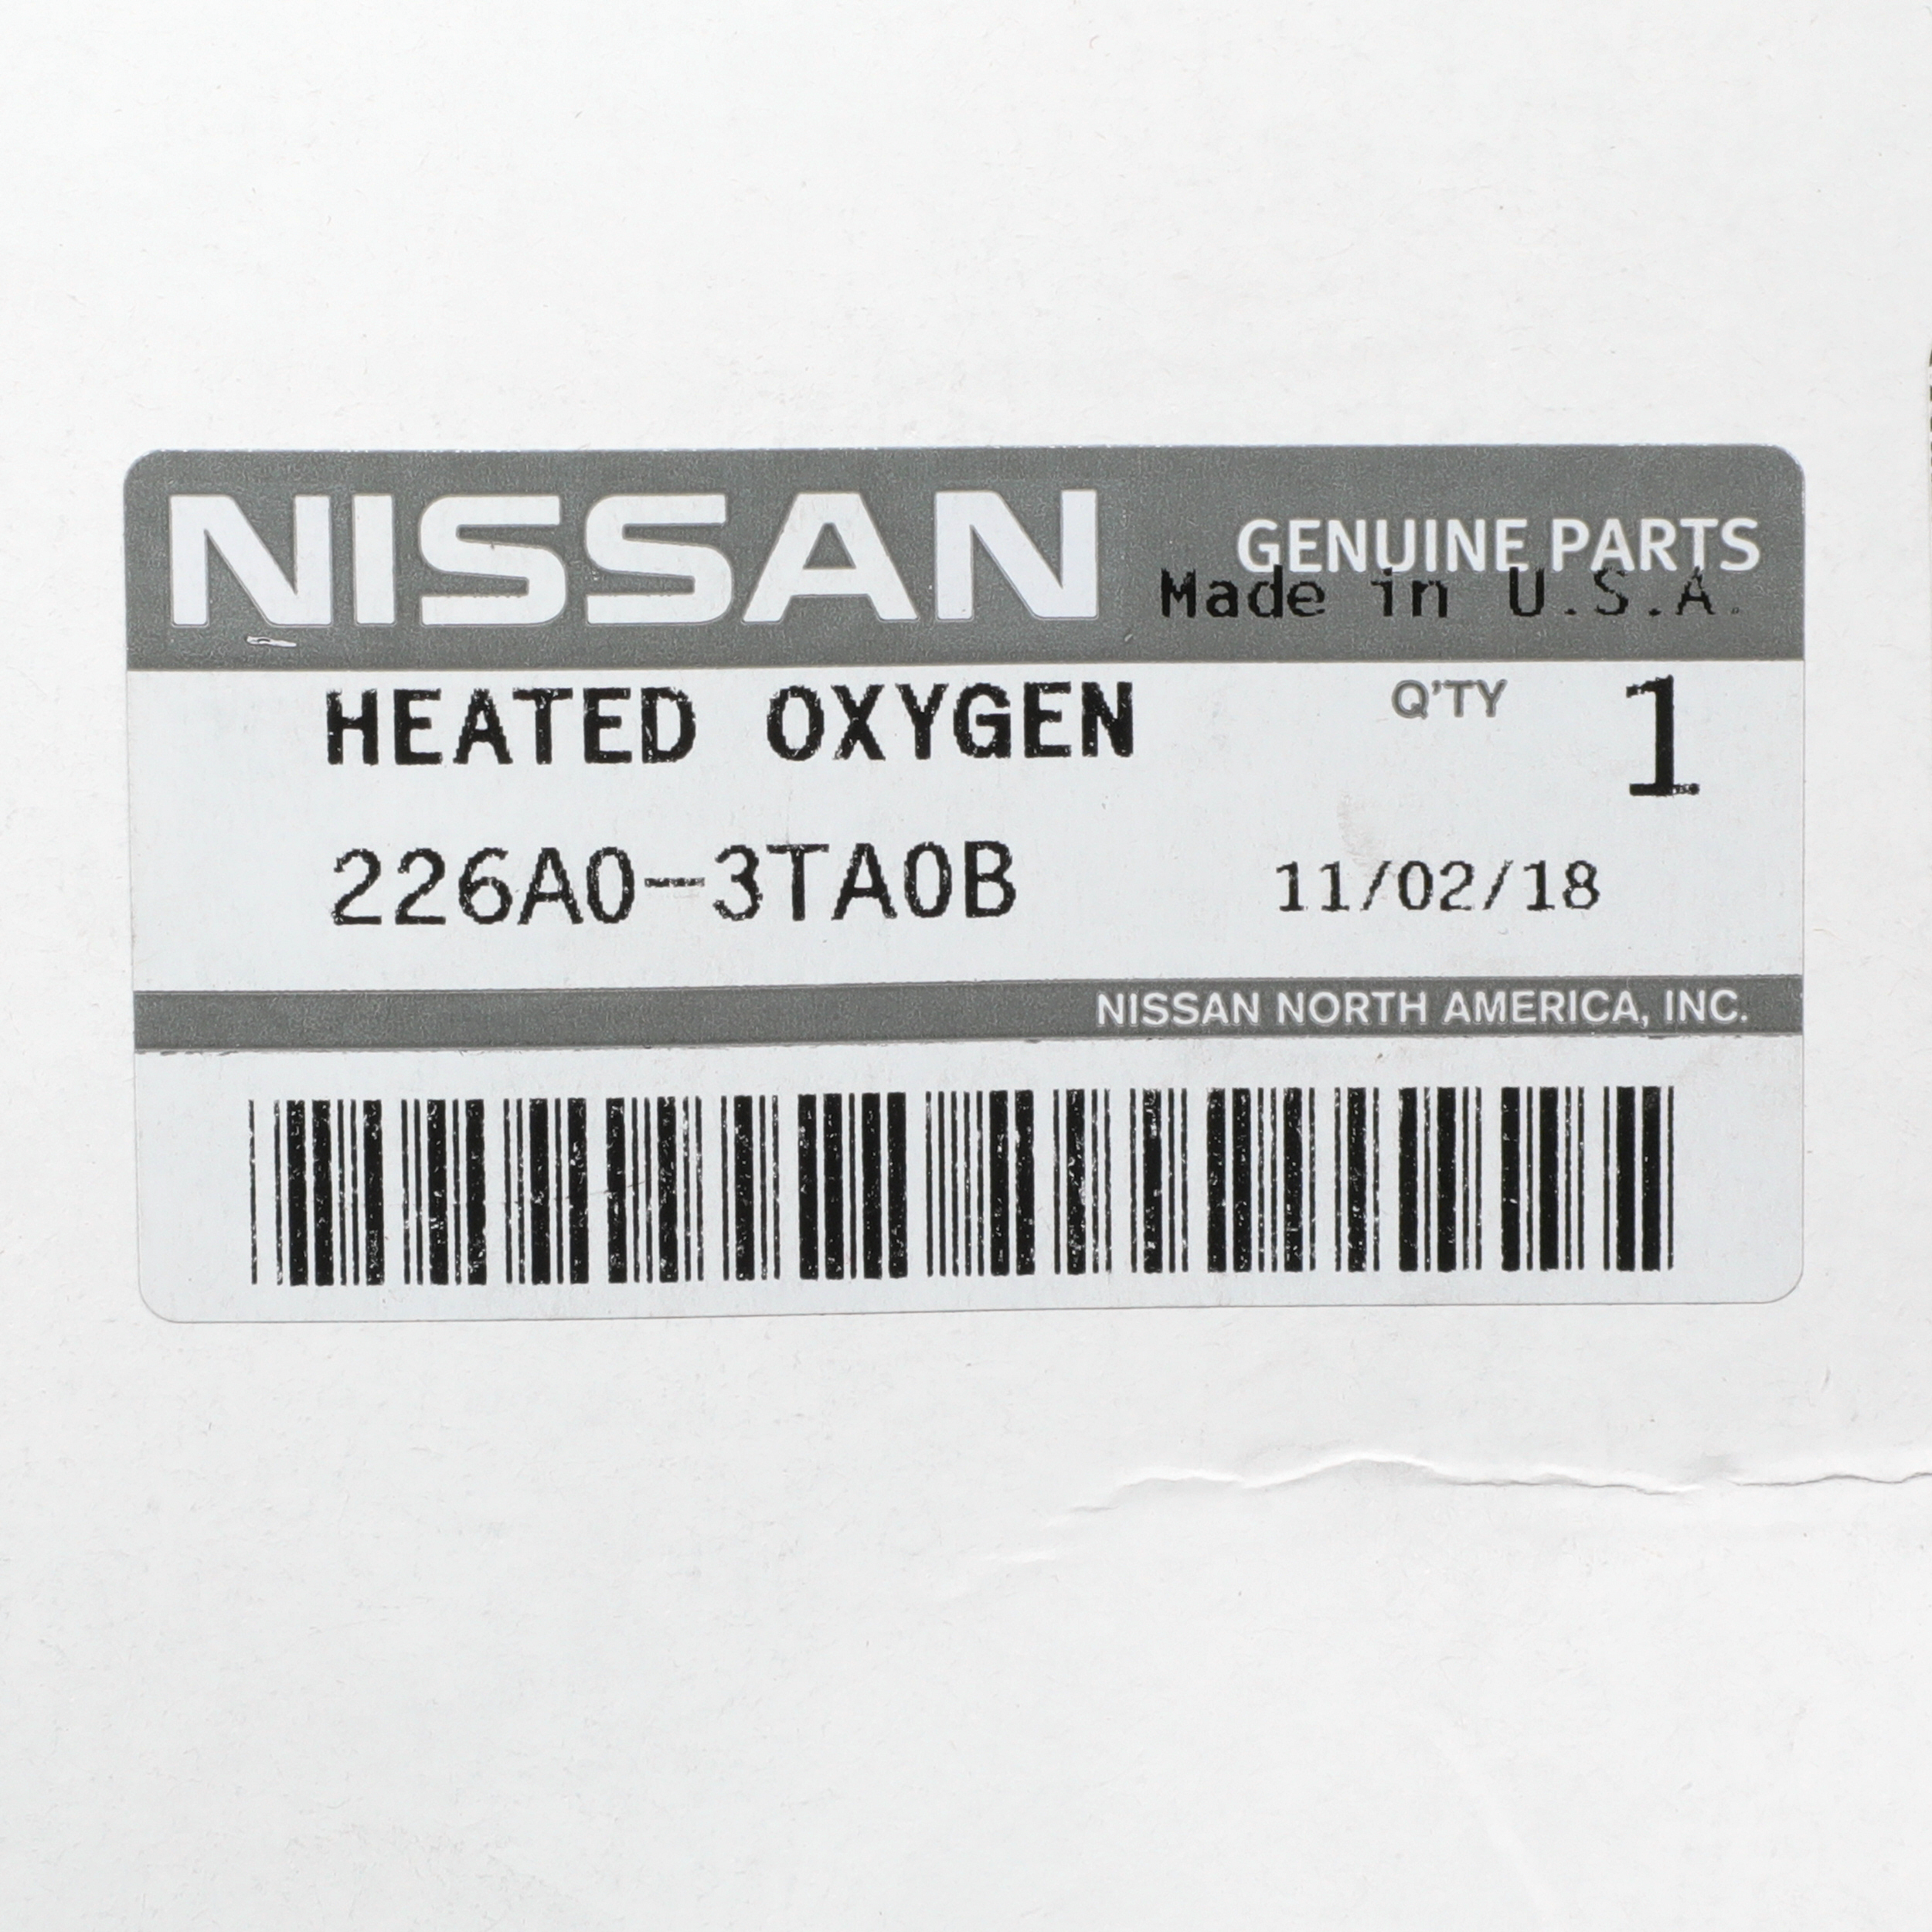 NISSAN GENUINE PARTS
Made in U.S.A.
HEATED OXYGEN Q'TY 1
226A0-3TA0B 11/02/18
NISSAN NORTH AMERICA, INC.